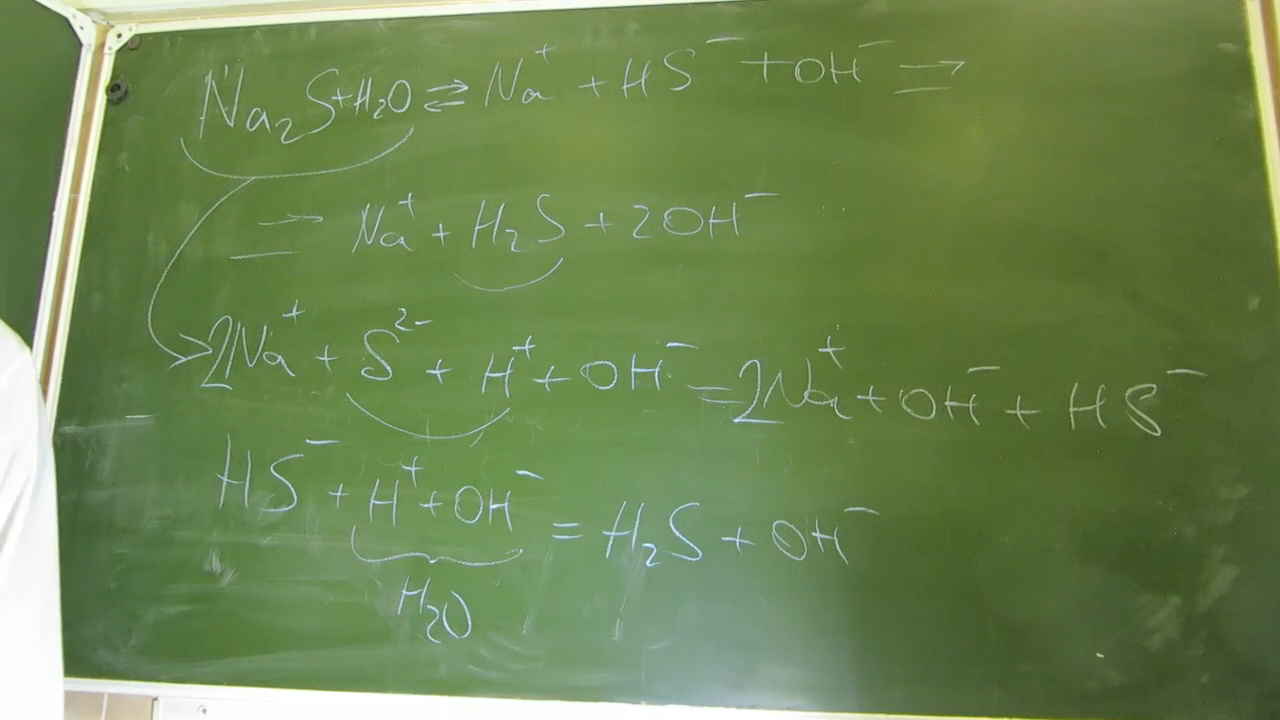 Na₂S+H₂O ⇄ Na⁺ + HS⁻ + OH⁻ ⇄
⇄ Na⁺ + H₂S + 2OH⁻
2Na⁺ + S²⁻ + H⁺ + OH⁻ = 2Na⁺ + OH⁻ + HS⁻
HS⁻ + H⁺ + OH⁻ = H₂S + OH⁻
H₂O